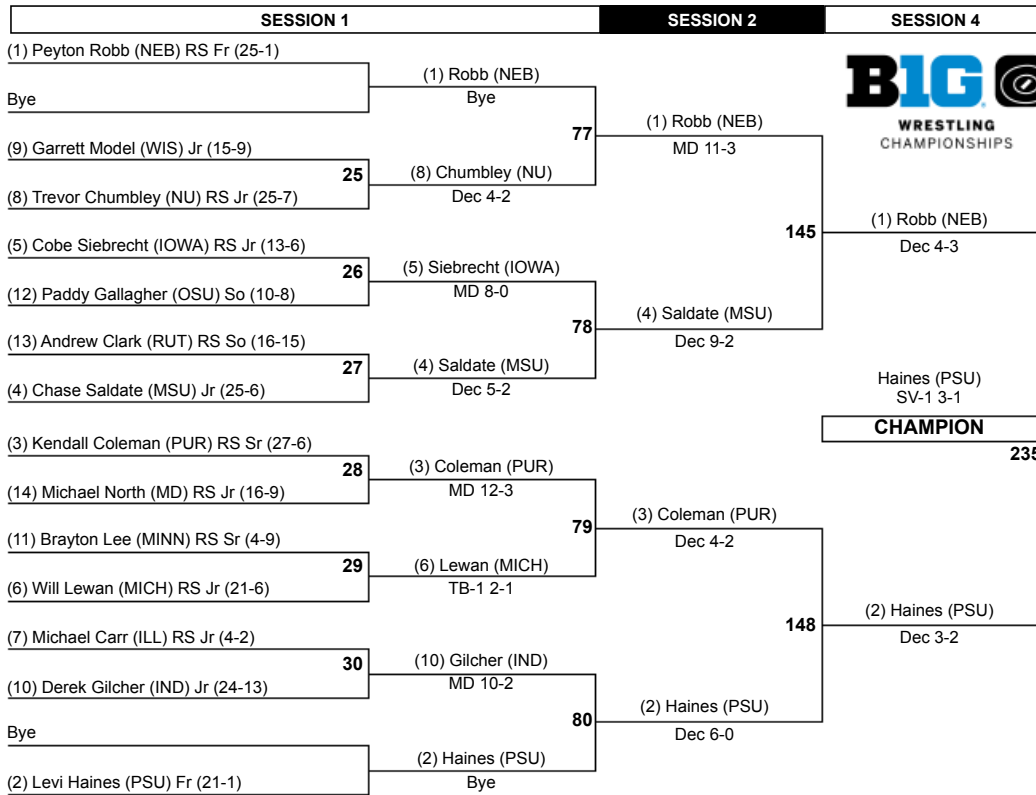 SESSION 1
SESSION 2
SESSION 4
(1) Peyton Robb (NEB) RS Fr (25-1)
Bye
(9) Garrett Model (WIS) Jr (15-9)
25
(8) Trevor Chumbley (NU) RS Jr (25-7)
(5) Cobe Siebrecht (IOWA) RS Jr (13-6)
26
(12) Paddy Gallagher (OSU) So (10-8)
(13) Andrew Clark (RUT) RS So (16-15)
27
(4) Chase Saldate (MSU) Jr (25-6)
(3) Kendall Coleman (PUR) RS Sr (27-6)
28
(14) Michael North (MD) RS Jr (16-9)
(11) Brayton Lee (MINN) RS Sr (4-9)
29
(6) Will Lewan (MICH) RS Jr (21-6)
(7) Michael Carr (ILL) RS Jr (4-2)
30
(10) Derek Gilcher (IND) Jr (24-13)
Bye
(2) Levi Haines (PSU) Fr (21-1)
(1) Robb (NEB)
Bye
77
(8) Chumbley (NU)
Dec 4-2
(5) Siebrecht (IOWA)
MD 8-0
78
(4) Saldate (MSU)
Dec 5-2
(3) Coleman (PUR)
MD 12-3
79
(6) Lewan (MICH)
TB-1 2-1
(10) Gilcher (IND)
MD 10-2
80
(2) Haines (PSU)
Bye
(1) Robb (NEB)
MD 11-3
145
(4) Saldate (MSU)
Dec 9-2
(3) Coleman (PUR)
Dec 4-2
148
(2) Haines (PSU)
Dec 6-0
B1G
WRESTLING
CHAMPIONSHIPS
(1) Robb (NEB)
Dec 4-3
Haines (PSU)
SV-1 3-1
CHAMPION
235
(2) Haines (PSU)
Dec 3-2